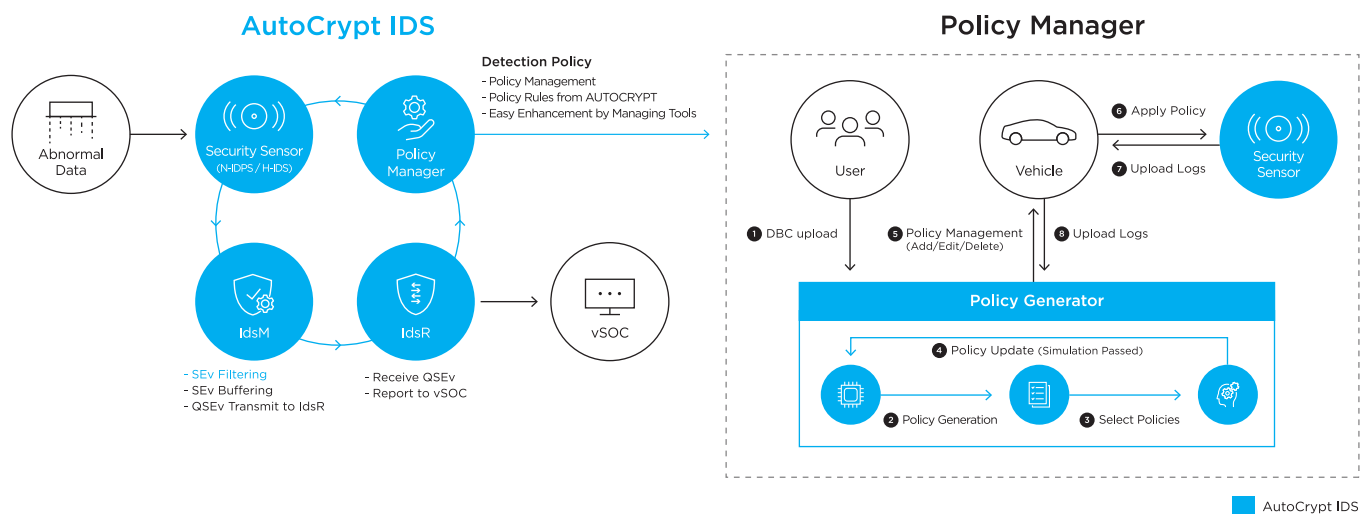 AutoCrypt IDS
Abnormal
Data
Security Sensor
(N-IDPS / H-IDS)
Policy
Manager
Detection Policy
- Policy Management
- Policy Rules from AUTOCRYPT
- Easy Enhancement by Managing Tools
IdsM
IdsR
vSOC
- SEv Filtering
- SEv Buffering
- QSEv Transmit to IdsR
- Receive QSEv
- Report to vSOC
Policy Manager
User
Vehicle
6 Apply Policy
7 Upload Logs
Security
Sensor
1 DBC upload
5 Policy Management
(Add/Edit/Delete)
8 Upload Logs
Policy Generator
4 Policy Update (Simulation Passed)
2 Policy Generation
3 Select Policies
AutoCrypt IDS